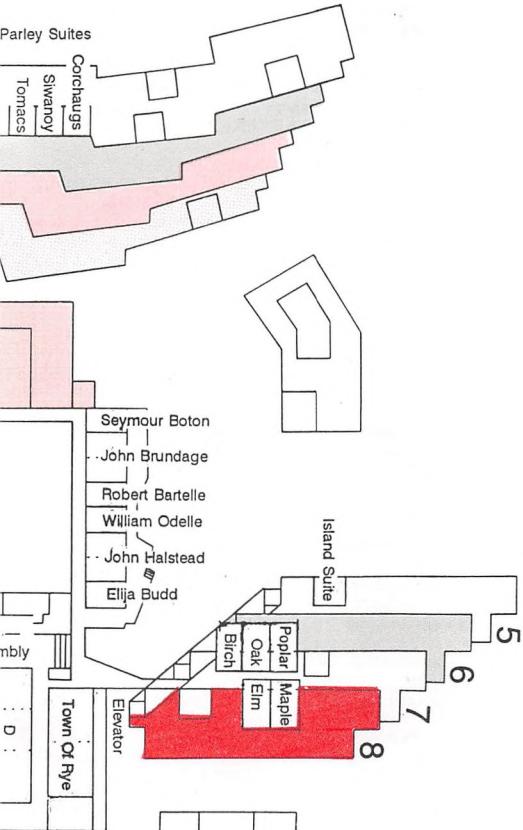 Parley Suites
Corchaugs
Siwanoy
Tomacs
Seymour Boton
John Brundage
Robert Bartelle
William Odelle
John Halstead
Elija Budd
Island Suite
Poplar
Oak
Birch
Maple
Elm
5
6
7
8
mbly
D
Town Of Rye
Elevator